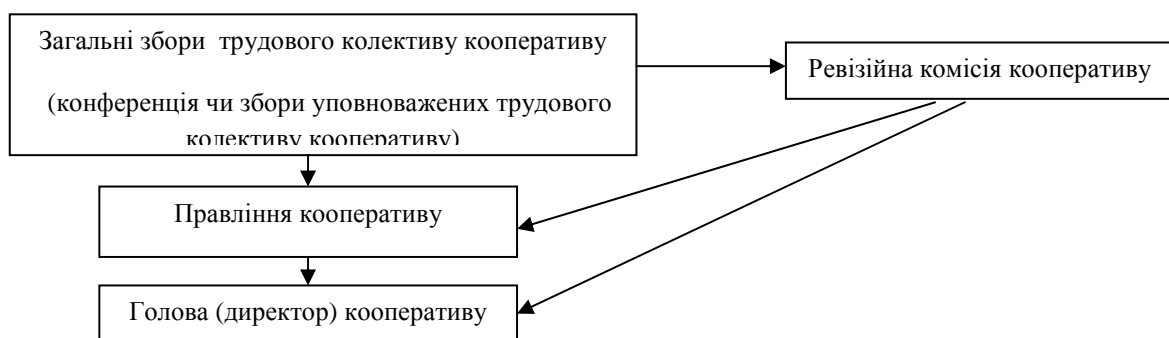 Загальні збори трудового колективу кооперативу
(конференція чи збори уповноважених трудового
колективу кооперативу)
Ревізійна комісія кооперативу
Правління кооперативу
Голова (директор) кооперативу